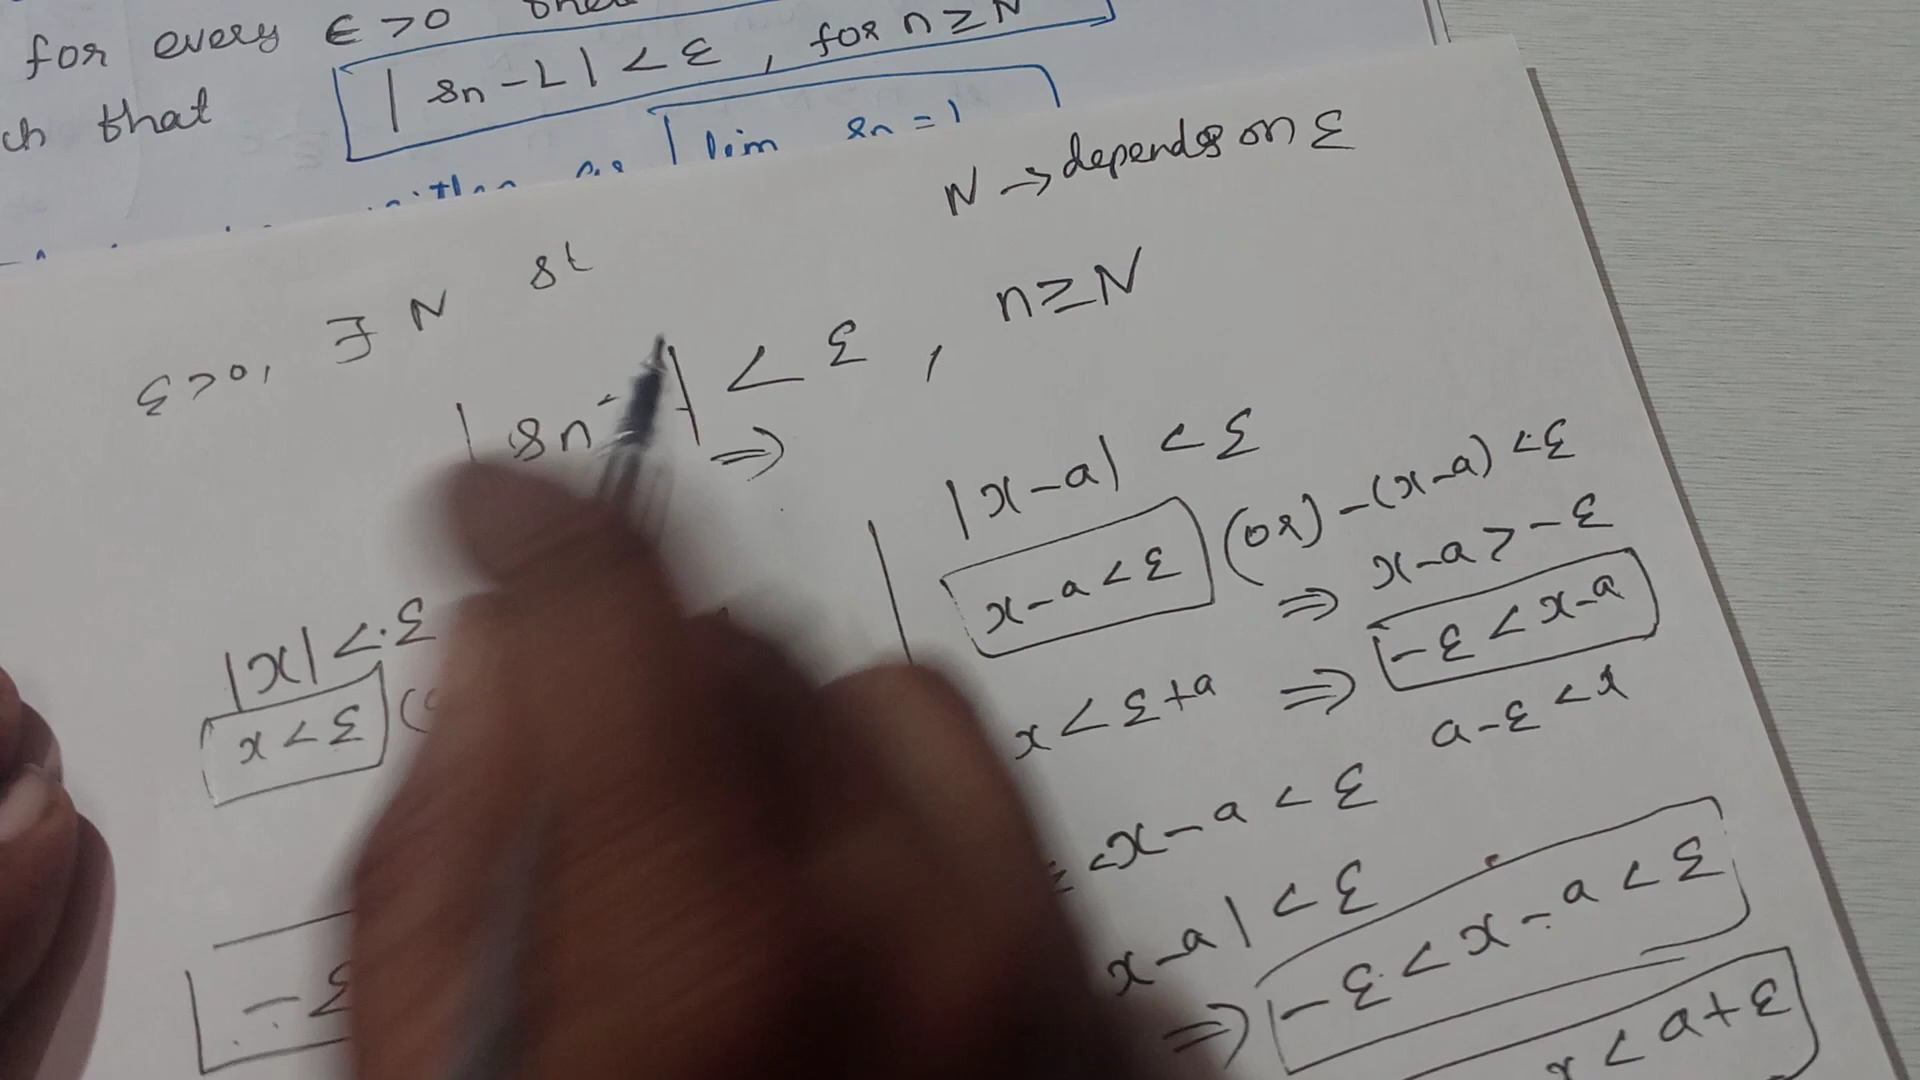 for every ϵ>0
ch that |sn-L|<ε, for n≥N
lim sn=1
N → depends on ε
ε>0, ∃ N st
|sn- |<ε, n≥N
⇒
|x|<ε
x<ε
-ε
|x-a|<ε
x-a<ε (or) -(x-a)<ε
⇒ x-a>-ε
-ε<x-a
x<ε+a ⇒ a-ε<x
<x-a<ε
x-a|<ε
⇒ -ε<x-a<ε
x<a+ε